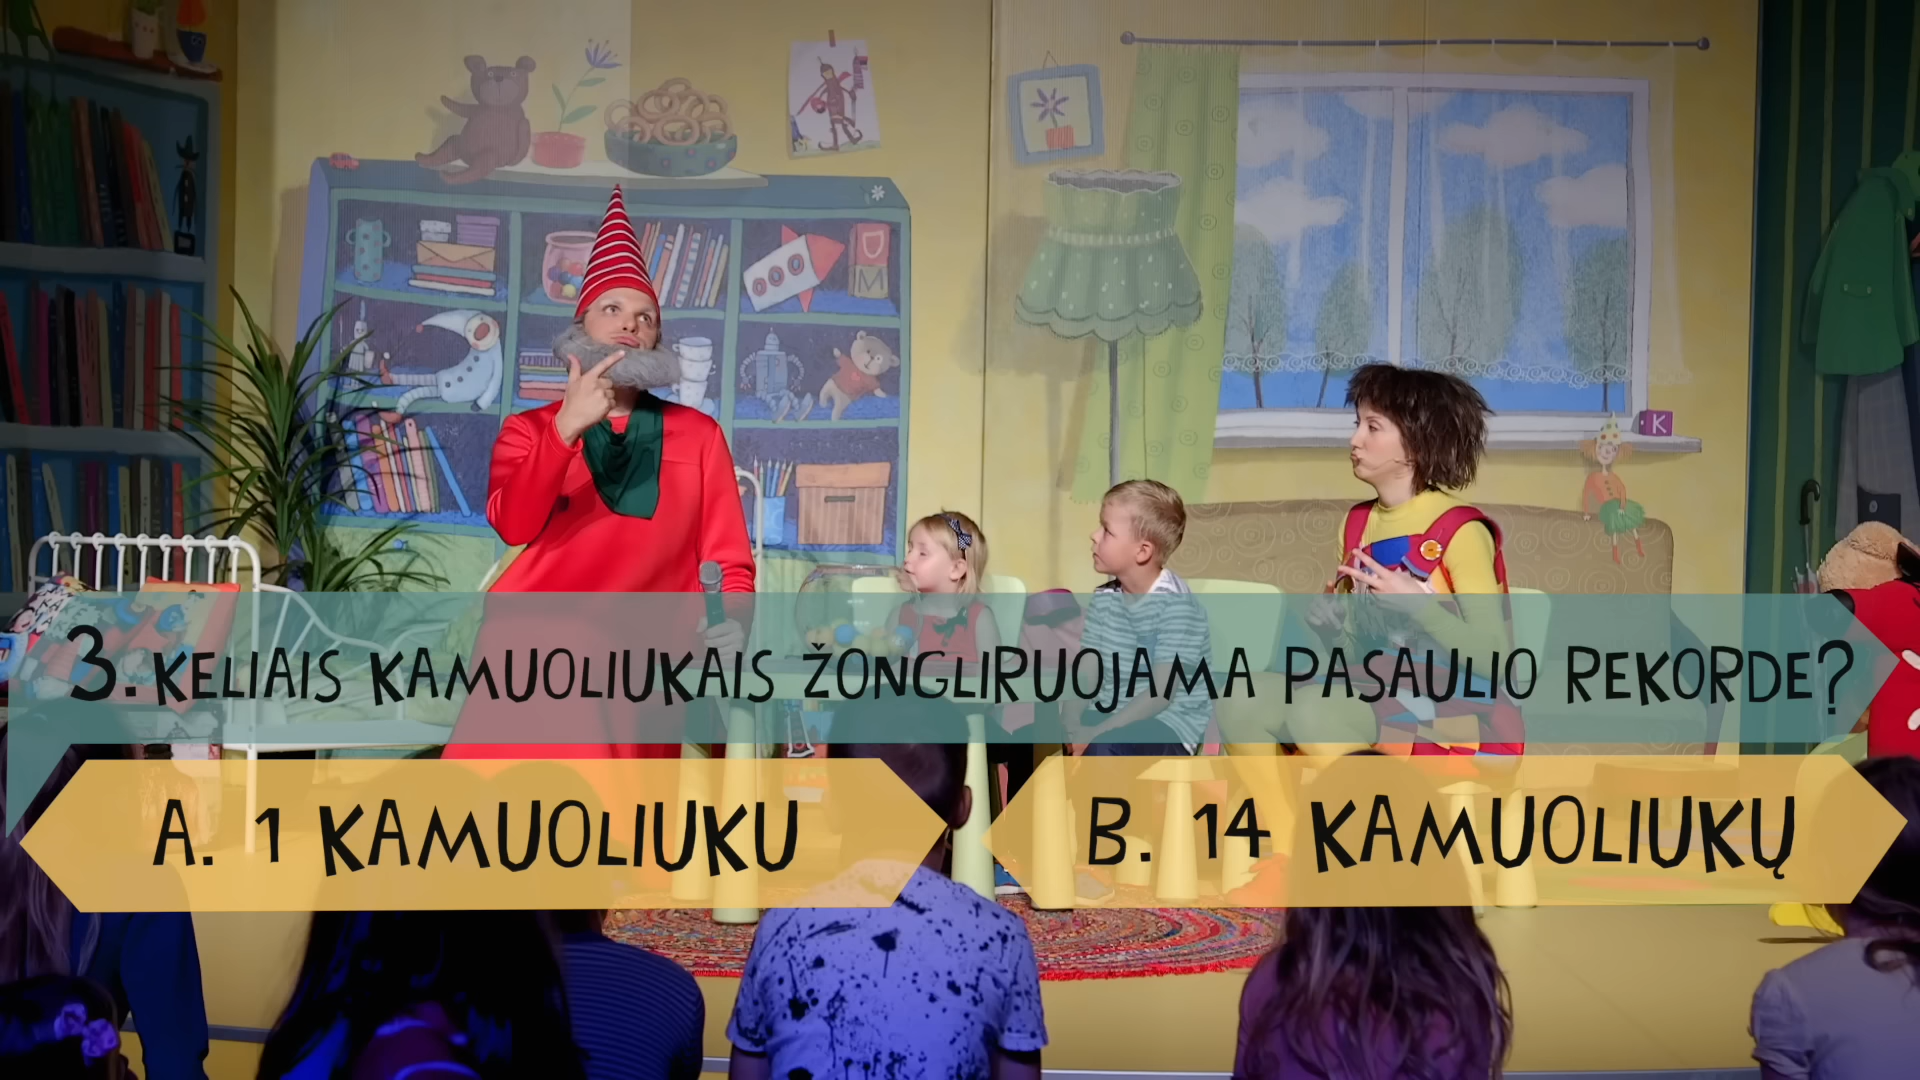 3. KELIAIS KAMUOLIUKAIS ŽONGLIRUOJAMA PASAULIO REKORDE?
A. 1 KAMUOLIUKU
B. 14 KAMUOLIUKŲ
M
K